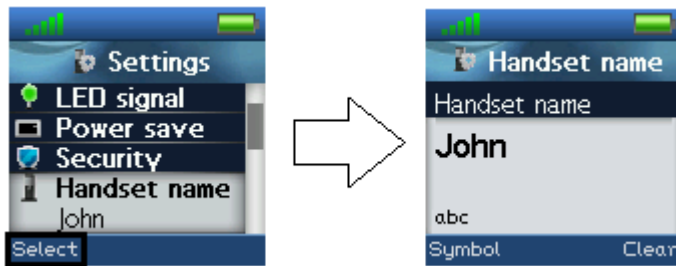 Settings
LED signal
Power save
Security
Handset name
John
Select
Handset name
Handset name
John
abc
Symbol Clear